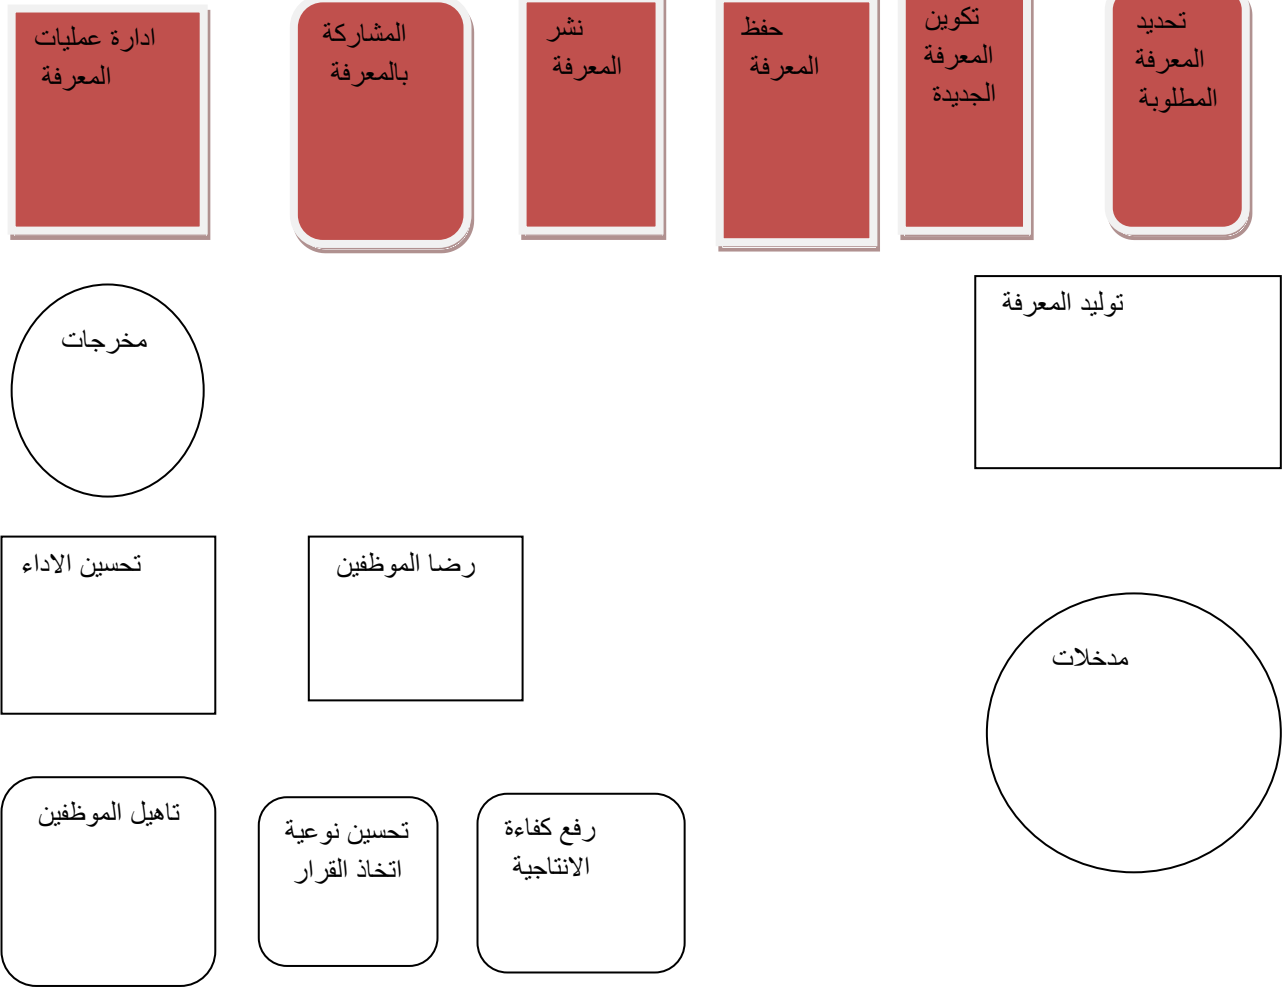 تحديد
المعرفة
المطلوبة
تكوين
المعرفة
الجديدة
حفظ
المعرفة
نشر
المعرفة
المشاركة
بالمعرفة
ادارة عمليات
المعرفة
توليد المعرفة
مخرجات
رضا الموظفين
تحسين الاداء
مدخلات
رفع كفاءة
الانتاجية
تحسين نوعية
اتخاذ القرار
تاهيل الموظفين